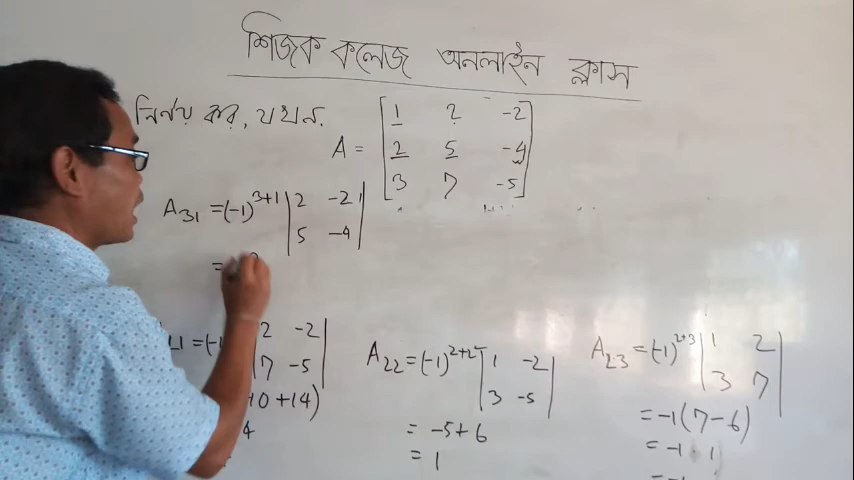 শিজক কলেজ অনলাইন ক্লাস
নির্ণয় কর, যখন.
A = [1 2 -2
2 5 -4
3 7 -5]
A31 = (-1)^3+1 |2 -2
5 -4|
=
= (-1 |2 -2
7 -5|
10 +14)
4
A22 = (-1)^2+2 |1 -2
3 -5|
= -5+6
= 1
A23 = (-1)^2+3 |1 2
3 7|
= -1(7-6)
= -1 · 1
= -1